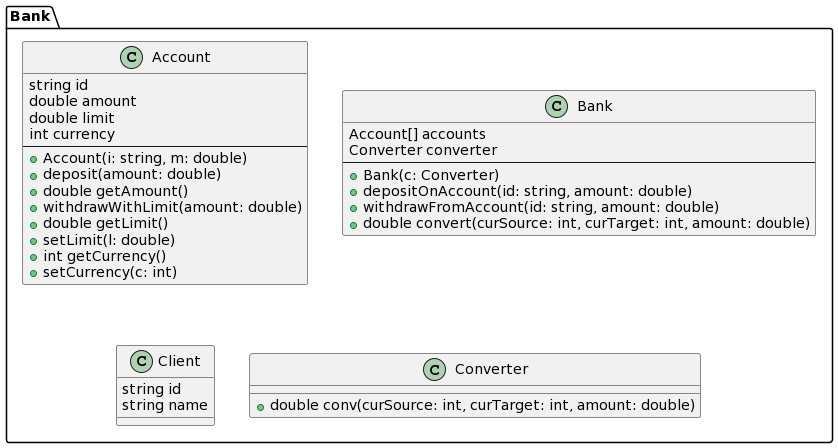 Bank
C Account
string id
double amount
double limit
int currency
Account(i: string, m: double)
deposit(amount: double)
double getAmount()
withdrawWithLimit(amount: double)
double getLimit()
setLimit(l: double)
int getCurrency()
setCurrency(c: int)
C Bank
Account[] accounts
Converter converter
Bank(c: Converter)
depositOnAccount(id: string, amount: double)
withdrawFromAccount(id: string, amount: double)
double convert(curSource: int, curTarget: int, amount: double)
C Client
string id
string name
C Converter
double conv(curSource: int, curTarget: int, amount: double)